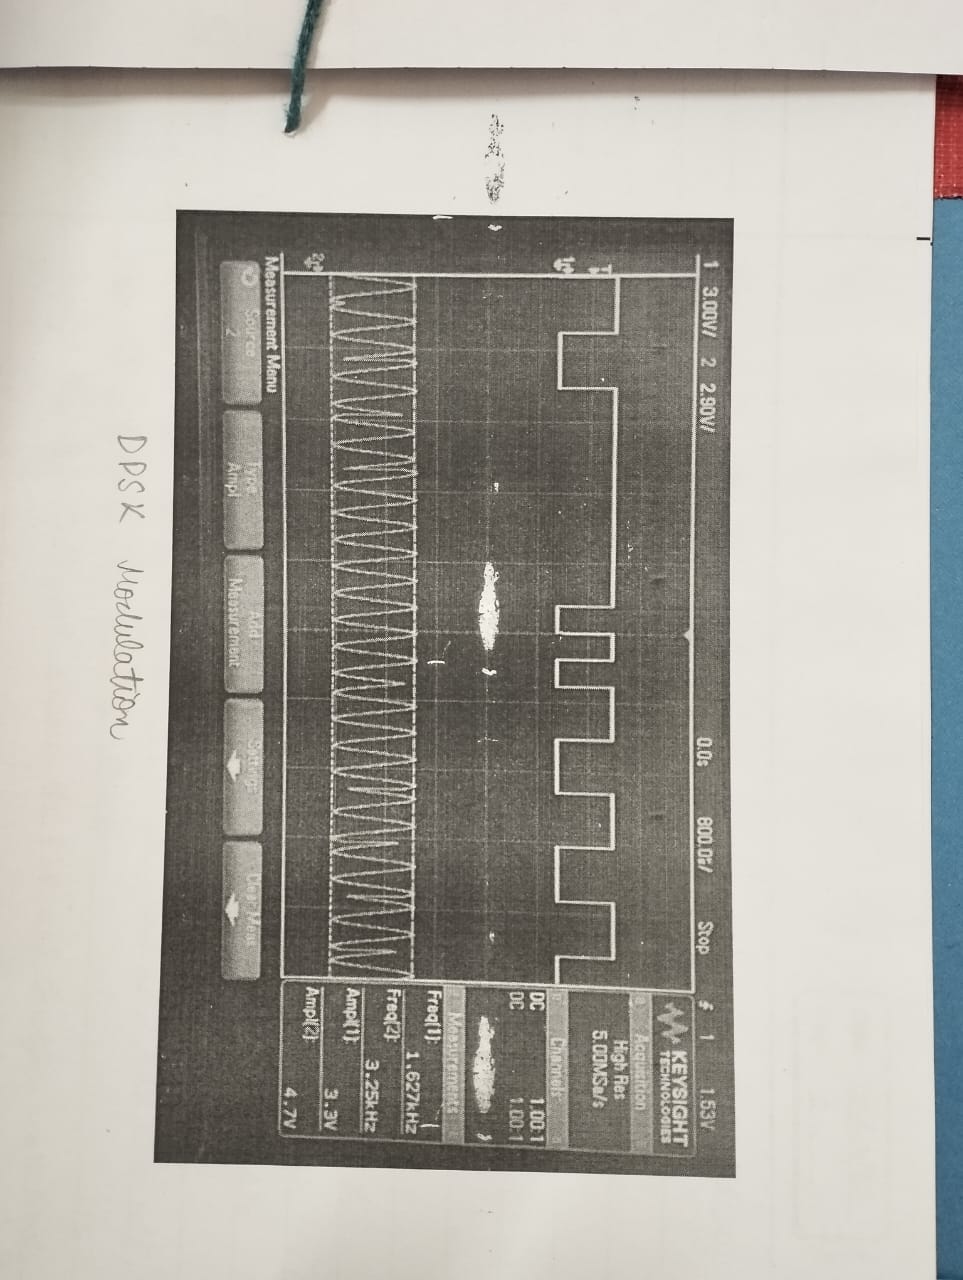 1 3.00V/ 2 2.90V/ 0.0s 800.0s/ Stop 1 1.53V
KEYSIGHT
TECHNOLOGIES
Acquisition
High Res
5.00MSa/s
Channels
DC 1.00:1
DC 1.00:1
Measurements
Freq(1):
1.627kHz
Freq(2):
3.25kHz
Ampl(1):
3.3V
Ampl(2):
4.7V
T
1
2
Measurement Menu
Source
2
Type
Ampl
Add
Measurement
Settings
Clear Meas
DPSK Modulation